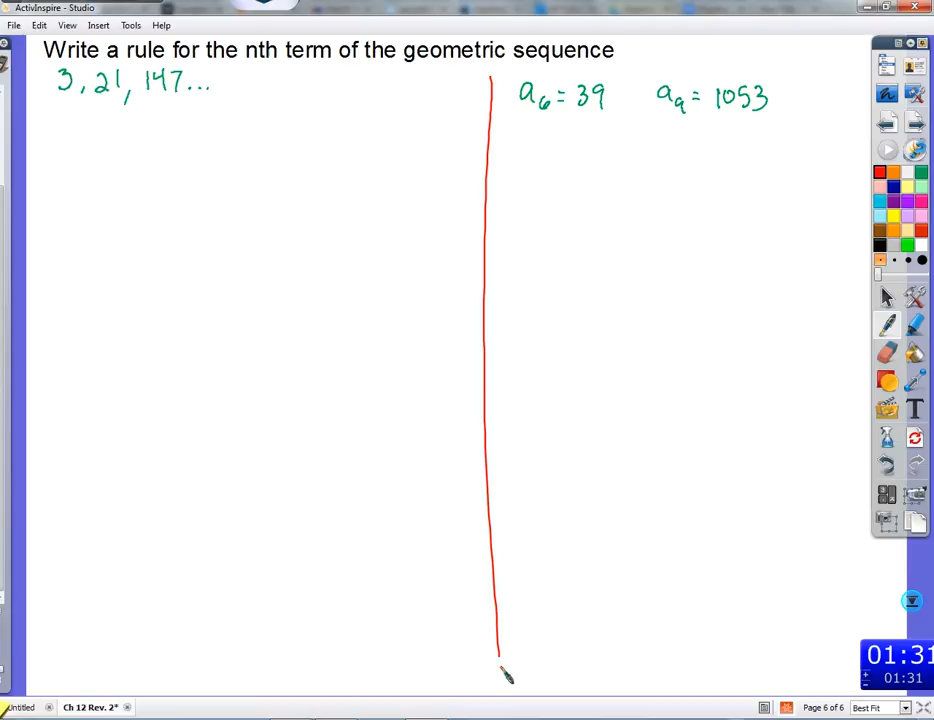 ActivInspire - Studio
File Edit View Insert Tools Help
Write a rule for the nth term of the geometric sequence
3, 21, 147...
a₆ = 39 a₉ = 1053
T
01:31
01:31
Untitled Ch 12 Rev. 2* Page 6 of 6 Best Fit